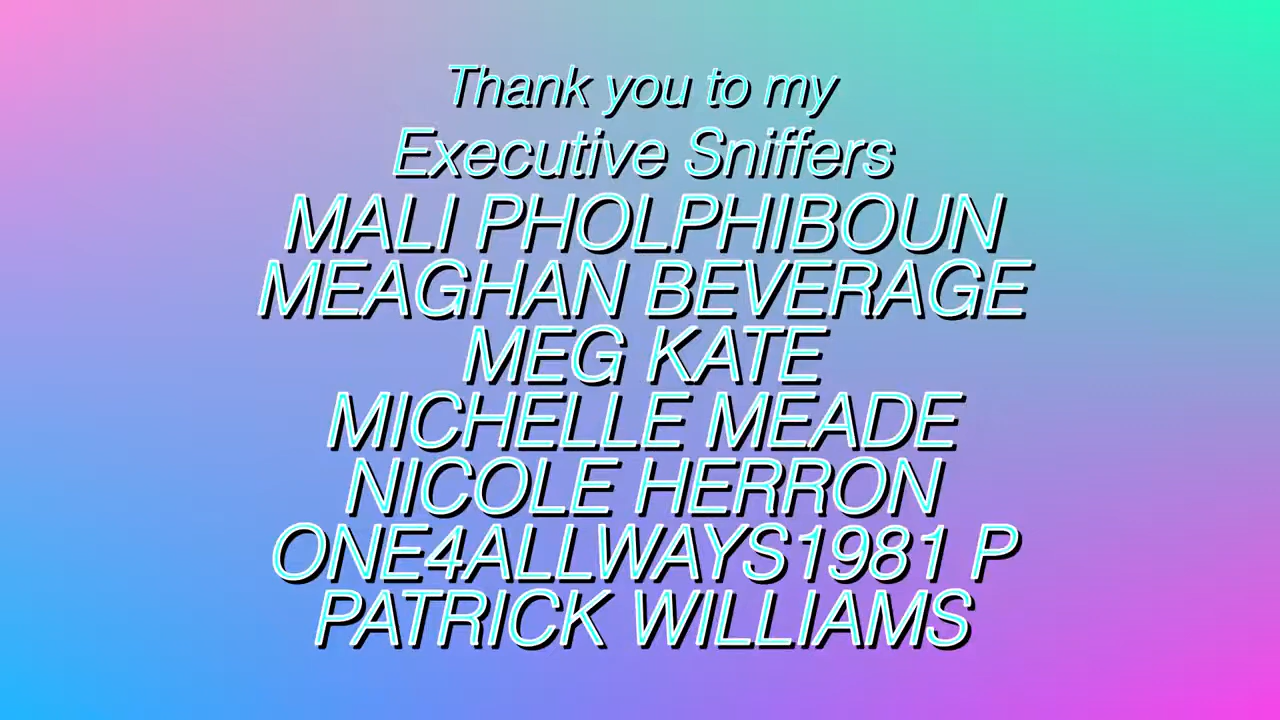 Thank you to my
Executive Sniffers
MALI PHOLPHIBOUN
MEAGHAN BEVERAGE
MEG KATE
MICHELLE MEADE
NICOLE HERRON
ONE4ALLWAYS1981 P
PATRICK WILLIAMS